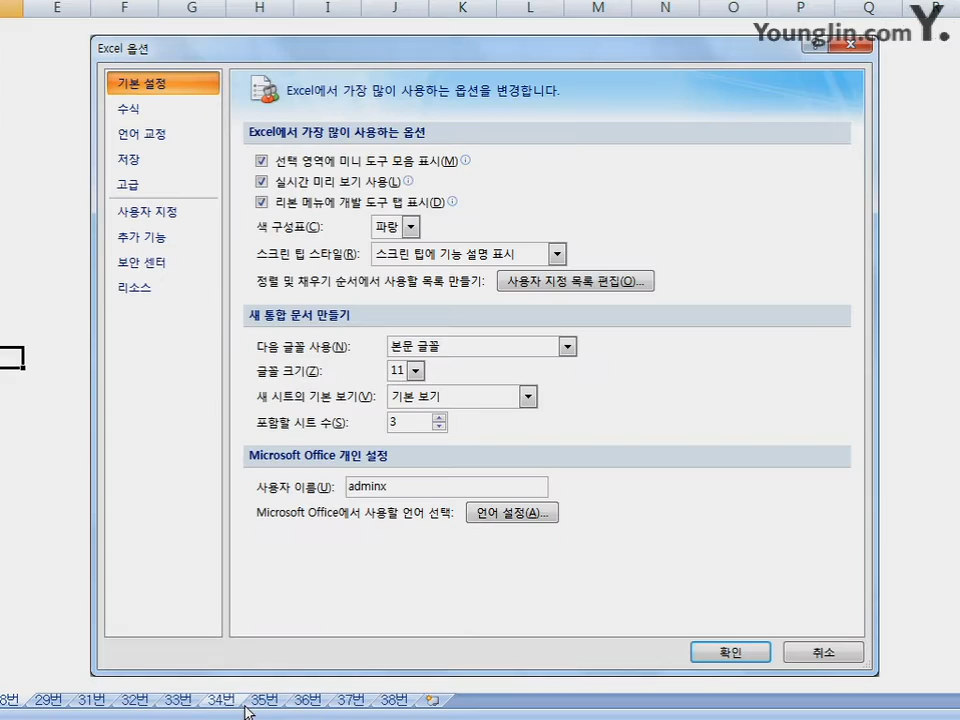 E F G H I J K L M N O P Q R
YoungJin.com Y.
Excel 옵션
기본 설정
수식
언어 교정
저장
고급
사용자 지정
추가 기능
보안 센터
리소스
Excel에서 가장 많이 사용하는 옵션을 변경합니다.
Excel에서 가장 많이 사용하는 옵션
선택 영역에 미니 도구 모음 표시(M)
실시간 미리 보기 사용(L)
리본 메뉴에 개발 도구 탭 표시(D)
색 구성표(C): 파랑
스크린 팁 스타일(R): 스크린 팁에 기능 설명 표시
정렬 및 채우기 순서에서 사용할 목록 만들기: 사용자 지정 목록 편집(O)...
새 통합 문서 만들기
다음 글꼴 사용(N): 본문 글꼴
글꼴 크기(Z): 11
새 시트의 기본 보기(V): 기본 보기
포함할 시트 수(S): 3
Microsoft Office 개인 설정
사용자 이름(U): adminx
Microsoft Office에서 사용할 언어 선택: 언어 설정(A)...
확인 취소
8번 29번 31번 32번 33번 34번 35번 36번 37번 38번